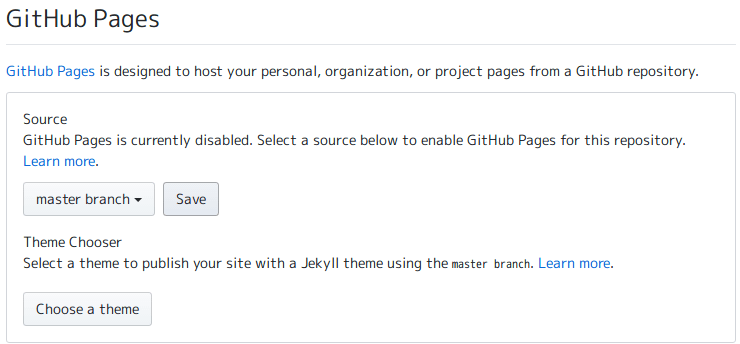 GitHub Pages
GitHub Pages is designed to host your personal, organization, or project pages from a GitHub repository.
Source
GitHub Pages is currently disabled. Select a source below to enable GitHub Pages for this repository.
Learn more.
master branch
Save
Theme Chooser
Select a theme to publish your site with a Jekyll theme using the master branch. Learn more.
Choose a theme